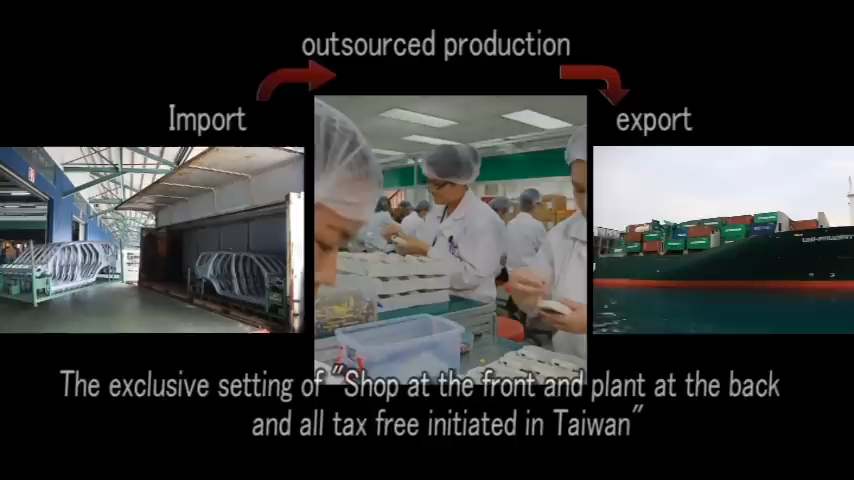 outsourced production
Import
export
The exclusive setting of "Shop at the front and plant at the back
and all tax free initiated in Taiwan"